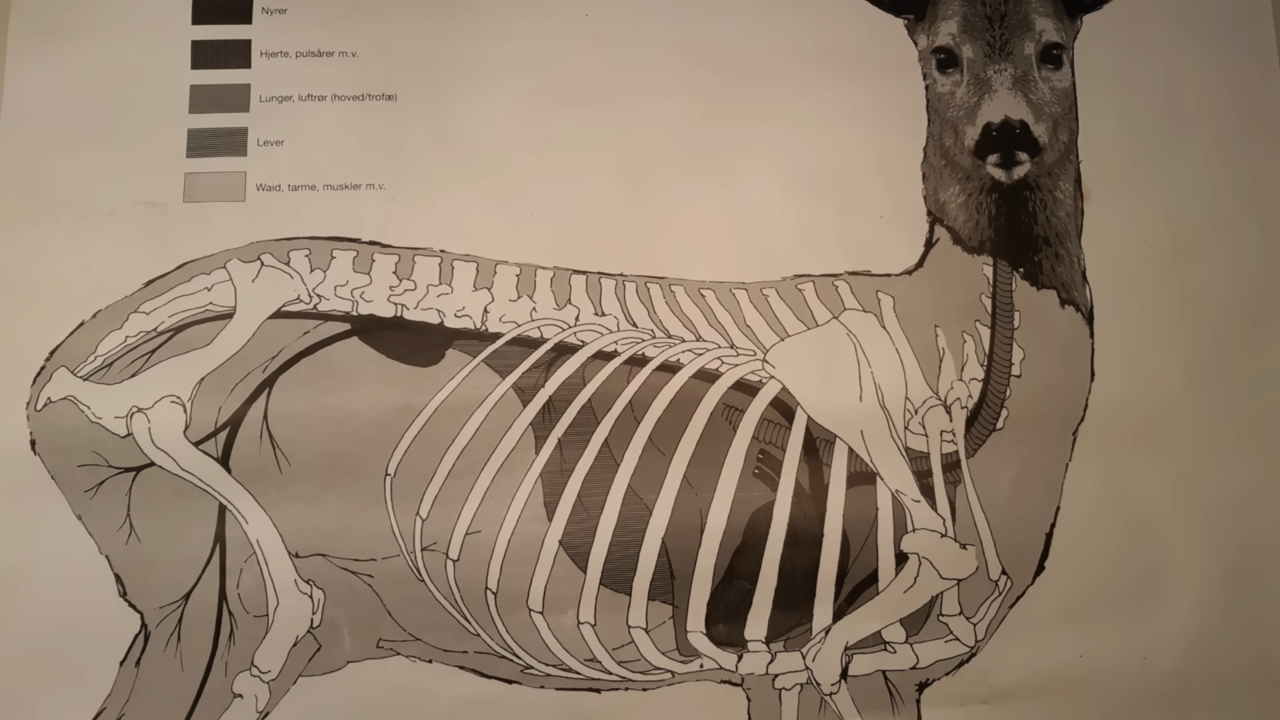 Nyrer
Hjerte, pulsårer m.v.
Lunger, luftrør (hoved/trofæ)
Lever
Waid, tarme, muskler m.v.